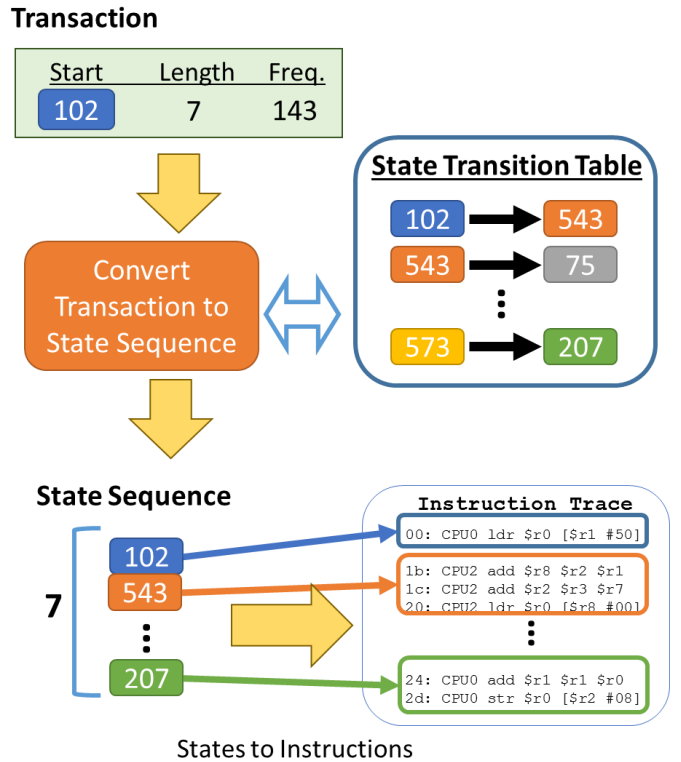 Transaction
Start Length Freq.
102 7 143
State Transition Table
102 543
543 75
573 207
Convert
Transaction to
State Sequence
State Sequence
7
102
543
207
Instruction Trace
00: CPU0 ldr $r0 [$r1 #50]
1b: CPU2 add $r8 $r2 $r1
1c: CPU2 add $r2 $r3 $r7
20: CPU2 ldr $r0 [$r8 #00]
24: CPU0 add $r1 $r1 $r0
2d: CPU0 str $r0 [$r2 #08]
States to Instructions